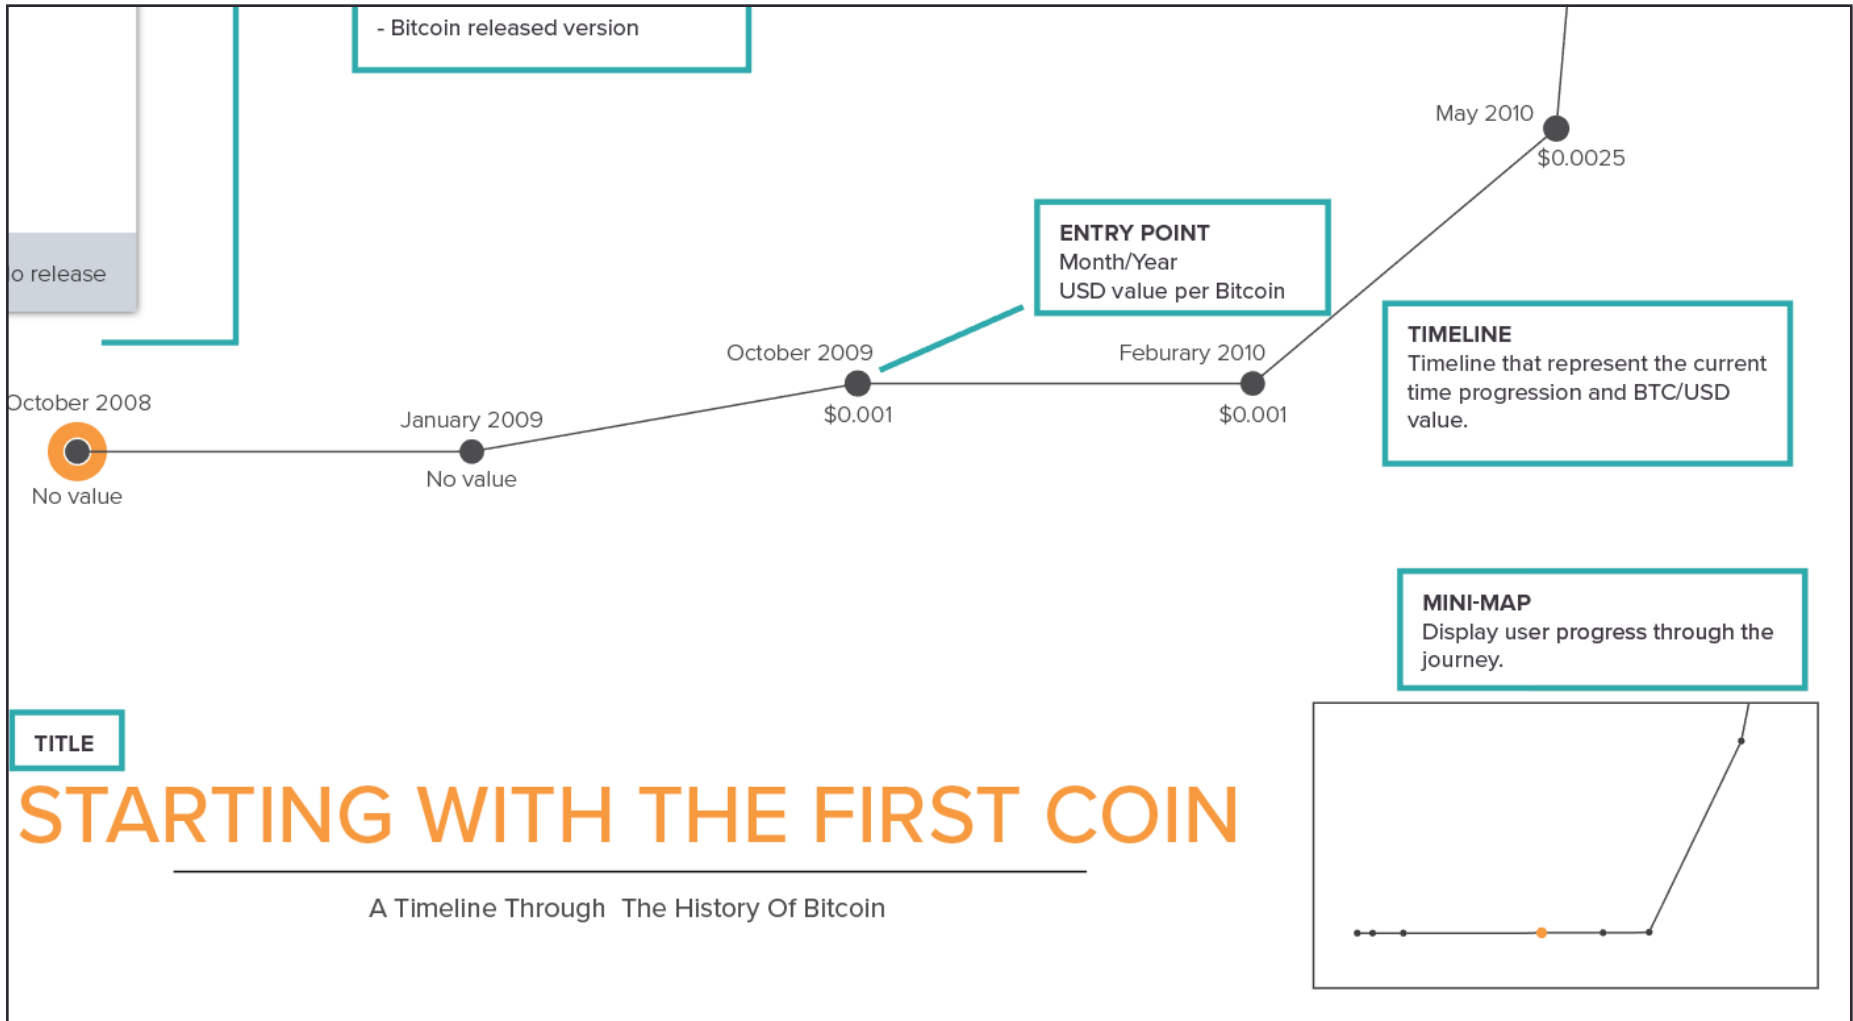 - Bitcoin released version
May 2010
$0.0025
ENTRY POINT
Month/Year
USD value per Bitcoin
o release
TIMELINE
Timeline that represent the current
time progression and BTC/USD
value.
October 2009
$0.001
Feburary 2010
$0.001
October 2008
No value
January 2009
No value
MINI-MAP
Display user progress through the
journey.
TITLE
STARTING WITH THE FIRST COIN
A Timeline Through The History Of Bitcoin